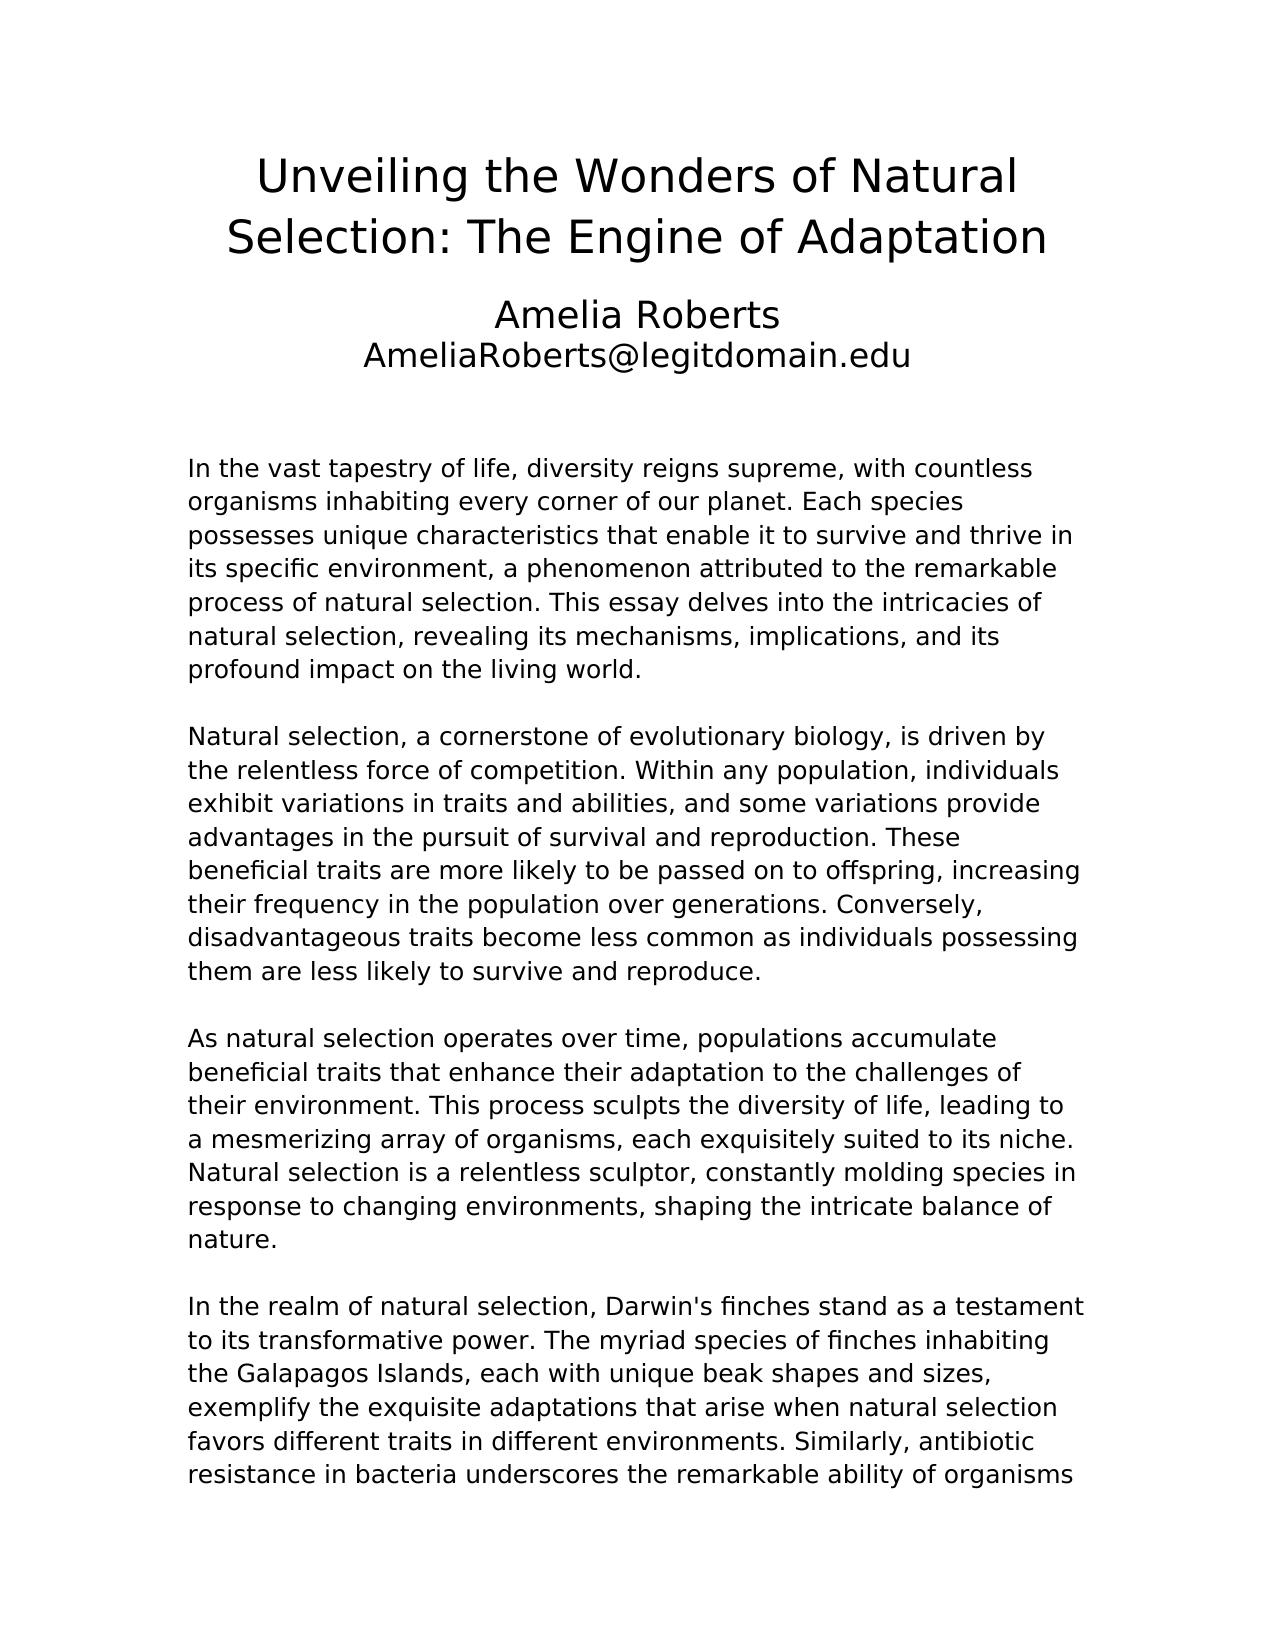 Unveiling the Wonders of Natural
Selection: The Engine of Adaptation
Amelia Roberts
AmeliaRoberts@legitdomain.edu
In the vast tapestry of life, diversity reigns supreme, with countless
organisms inhabiting every corner of our planet. Each species
possesses unique characteristics that enable it to survive and thrive in
its specific environment, a phenomenon attributed to the remarkable
process of natural selection. This essay delves into the intricacies of
natural selection, revealing its mechanisms, implications, and its
profound impact on the living world.
Natural selection, a cornerstone of evolutionary biology, is driven by
the relentless force of competition. Within any population, individuals
exhibit variations in traits and abilities, and some variations provide
advantages in the pursuit of survival and reproduction. These
beneficial traits are more likely to be passed on to offspring, increasing
their frequency in the population over generations. Conversely,
disadvantageous traits become less common as individuals possessing
them are less likely to survive and reproduce.
As natural selection operates over time, populations accumulate
beneficial traits that enhance their adaptation to the challenges of
their environment. This process sculpts the diversity of life, leading to
a mesmerizing array of organisms, each exquisitely suited to its niche.
Natural selection is a relentless sculptor, constantly molding species in
response to changing environments, shaping the intricate balance of
nature.
In the realm of natural selection, Darwin's finches stand as a testament
to its transformative power. The myriad species of finches inhabiting
the Galapagos Islands, each with unique beak shapes and sizes,
exemplify the exquisite adaptations that arise when natural selection
favors different traits in different environments. Similarly, antibiotic
resistance in bacteria underscores the remarkable ability of organisms